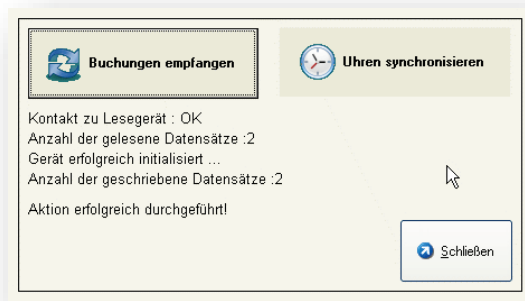 Buchungen empfangen
Uhren synchronisieren
Kontakt zu Lesegerät : OK
Anzahl der gelesene Datensätze :2
Gerät erfolgreich initialisiert ...
Anzahl der geschriebene Datensätze :2
Aktion erfolgreich durchgeführt!
Schließen